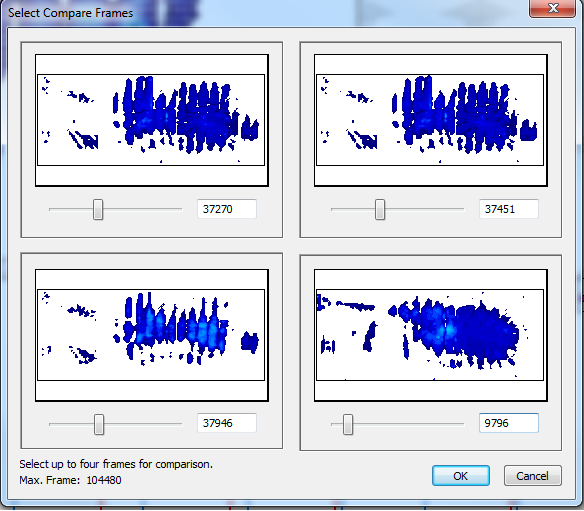 Select Compare Frames
37270
37451
37946
9796
Select up to four frames for comparison.
Max. Frame: 104480
OK
Cancel